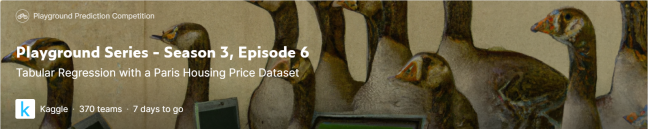 Playground Prediction Competition
Playground Series - Season 3, Episode 6
Tabular Regression with a Paris Housing Price Dataset
k Kaggle · 370 teams · 7 days to go